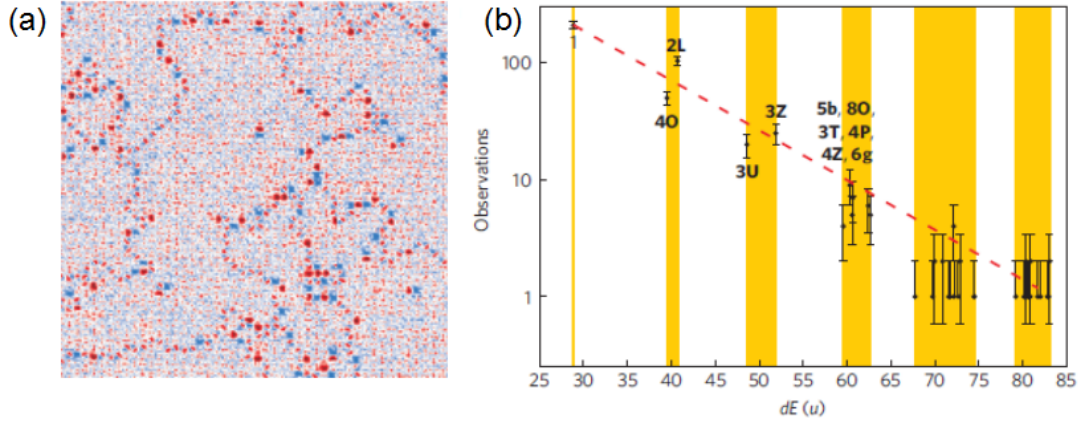 (a)
(b)
100
10
1
Observations
2L
4O
3U
3Z
5b, 8O,
3T, 4P,
4Z, 6g
25 30 35 40 45 50 55 60 65 70 75 80 85
dE (u)